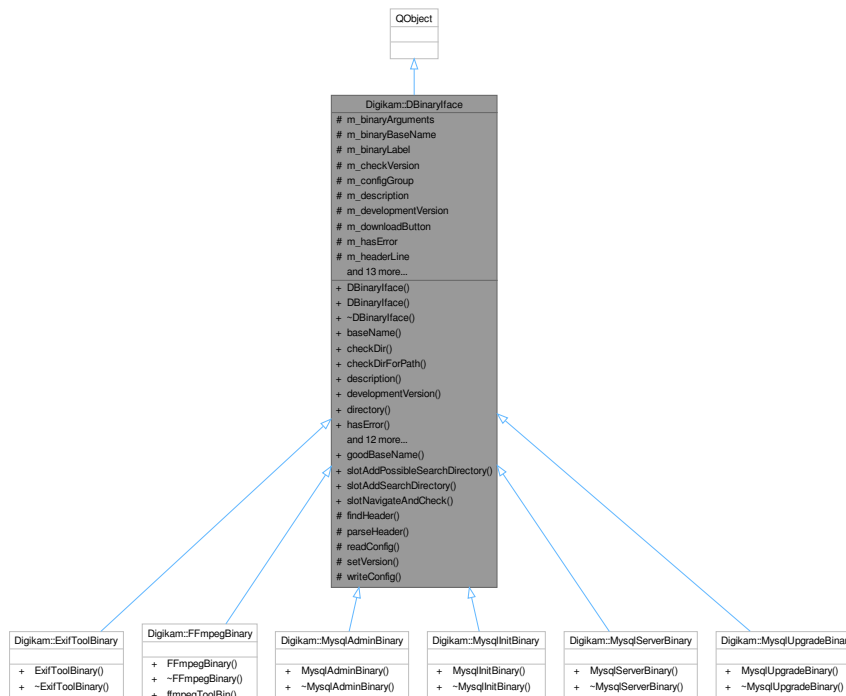 QObject
Digikam::DBinaryIface
# m_binaryArguments
# m_binaryBaseName
# m_binaryLabel
# m_checkVersion
# m_configGroup
# m_description
# m_developmentVersion
# m_downloadButton
# m_hasError
# m_headerLine
and 13 more...
+ DBinaryIface()
+ DBinaryIface()
+ ~DBinaryIface()
+ baseName()
+ checkDir()
+ checkDirForPath()
+ description()
+ developmentVersion()
+ directory()
+ hasError()
and 12 more...
+ goodBaseName()
+ slotAddPossibleSearchDirectory()
+ slotAddSearchDirectory()
+ slotNavigateAndCheck()
# findHeader()
# parseHeader()
# readConfig()
# setVersion()
# writeConfig()
Digikam::ExifToolBinary
+ ExifToolBinary()
+ ~ExifToolBinary()
Digikam::FFmpegBinary
+ FFmpegBinary()
+ ~FFmpegBinary()
+ ffmpegToolBin()
Digikam::MysqlAdminBinary
+ MysqlAdminBinary()
+ ~MysqlAdminBinary()
Digikam::MysqlInitBinary
+ MysqlInitBinary()
+ ~MysqlInitBinary()
Digikam::MysqlServerBinary
+ MysqlServerBinary()
+ ~MysqlServerBinary()
Digikam::MysqlUpgradeBinar
+ MysqlUpgradeBinary()
+ ~MysqlUpgradeBinary()